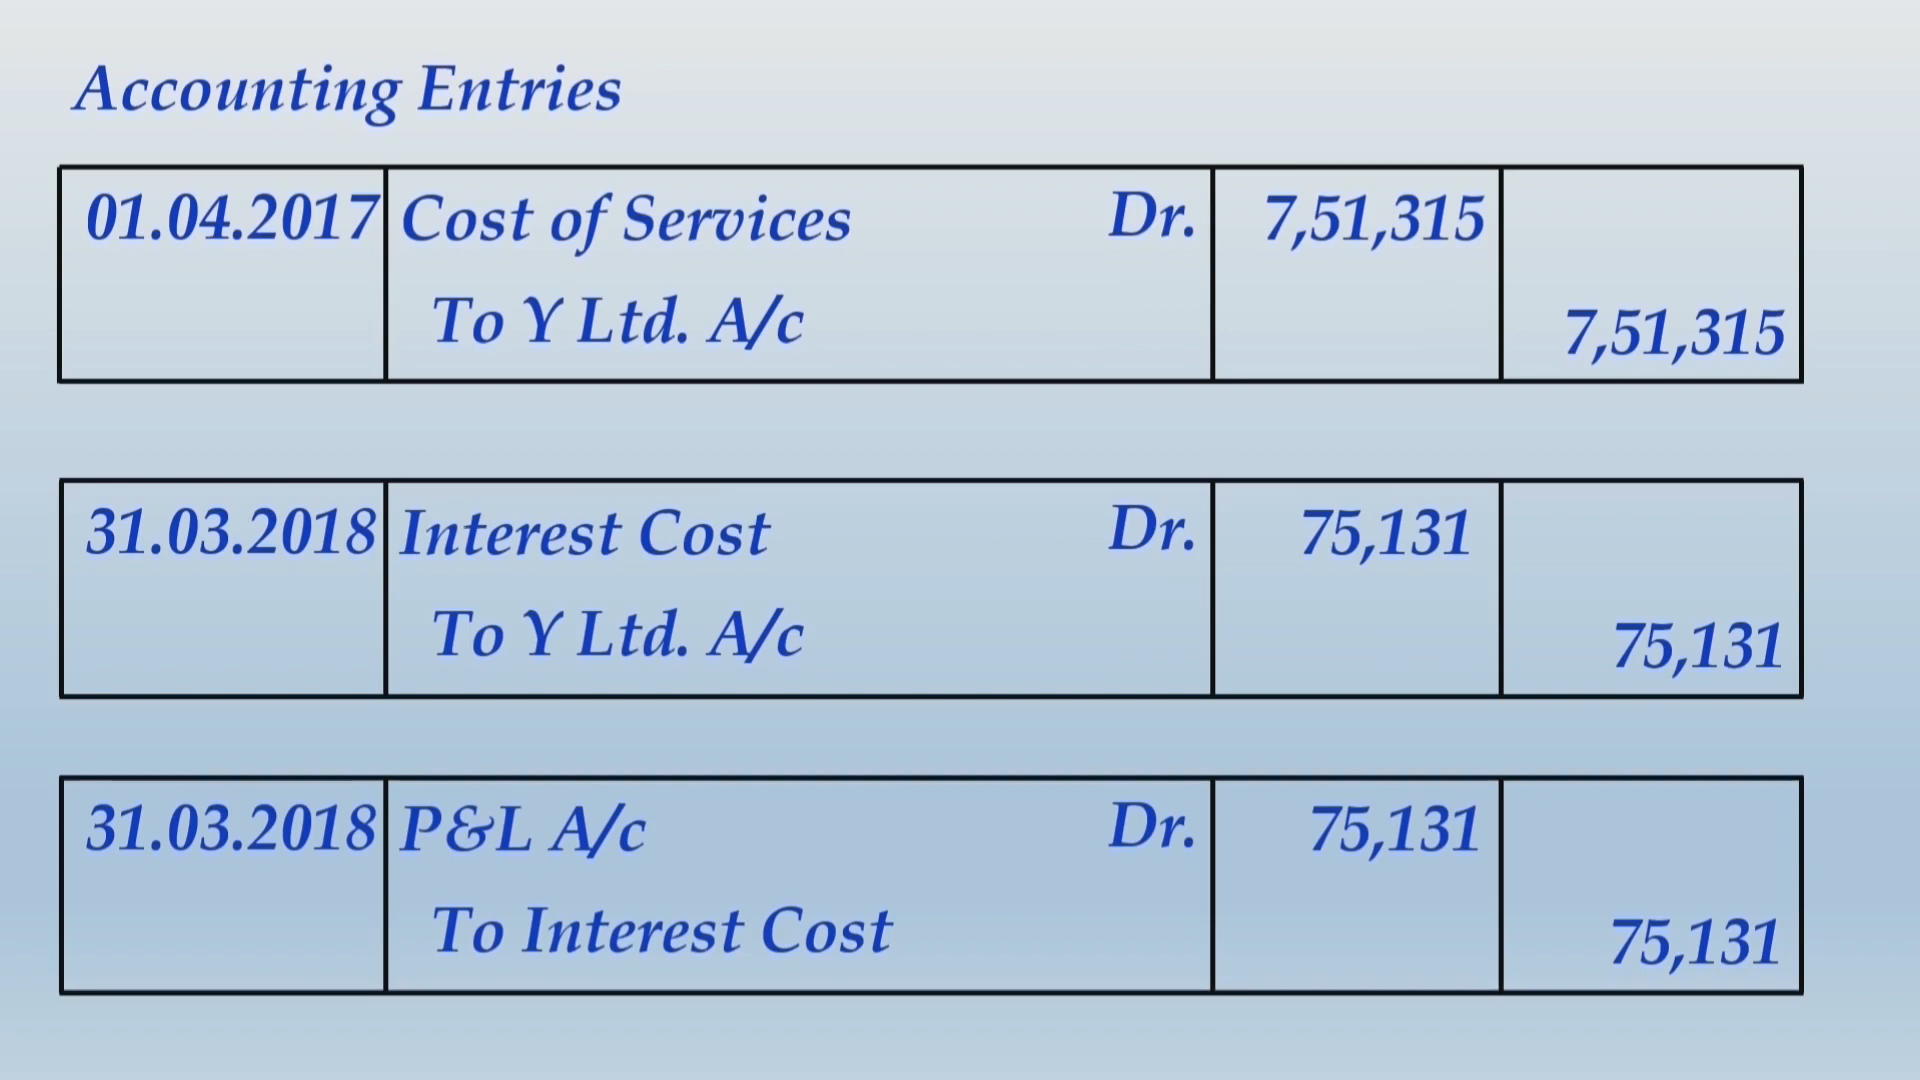 Accounting Entries
01.04.2017 Cost of Services Dr. 7,51,315
To Y Ltd. A/c 7,51,315
31.03.2018 Interest Cost Dr. 75,131
To Y Ltd. A/c 75,131
31.03.2018 P&L A/c Dr. 75,131
To Interest Cost 75,131